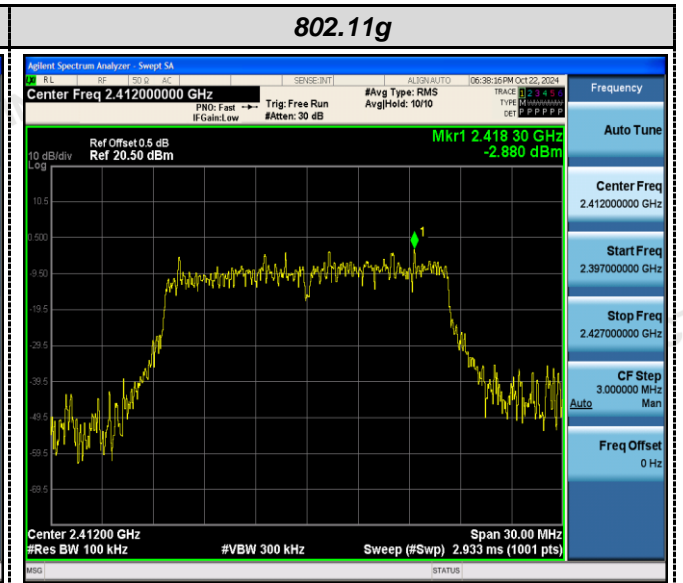 802.11g
Agilent Spectrum Analyzer - Swept SA
RL RF 50 Ω AC SENSE:INT ALIGN AUTO 06:38:16 PM Oct 22, 2024
Center Freq 2.412000000 GHz
PNO: Fast
IFGain:Low
Trig: Free Run
#Atten: 30 dB
#Avg Type: RMS
Avg|Hold: 10/10
TRACE 1 2 3 4 5 6
TYPE M WWWWW
DET P P P P P P
Ref Offset 0.5 dB
10 dB/div Ref 20.50 dBm
Log
Mkr1 2.418 30 GHz
-2.880 dBm
10.5
0.500
-9.50
-19.5
-29.5
-39.5
-49.5
-59.5
-69.5
1
Center 2.41200 GHz Span 30.00 MHz
#Res BW 100 kHz #VBW 300 kHz Sweep (#Swp) 2.933 ms (1001 pts)
MSG STATUS
Frequency
Auto Tune
Center Freq
2.412000000 GHz
Start Freq
2.397000000 GHz
Stop Freq
2.427000000 GHz
CF Step
3.000000 MHz
Auto Man
Freq Offset
0 Hz